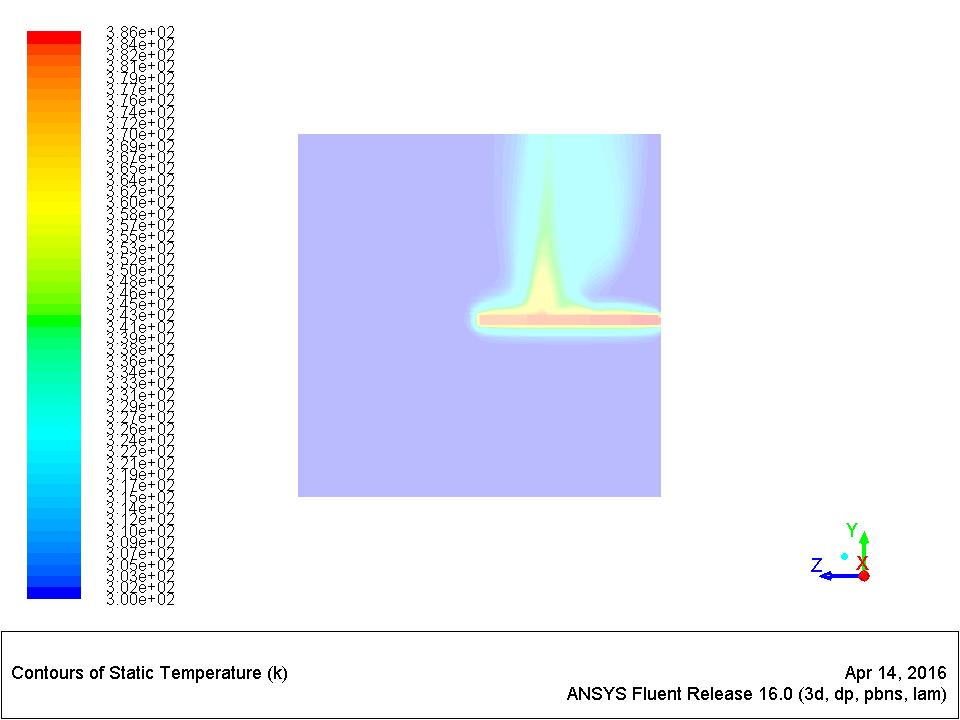 3.86e+02
3.84e+02
3.82e+02
3.81e+02
3.79e+02
3.77e+02
3.76e+02
3.74e+02
3.72e+02
3.70e+02
3.69e+02
3.67e+02
3.65e+02
3.64e+02
3.62e+02
3.60e+02
3.58e+02
3.57e+02
3.55e+02
3.53e+02
3.52e+02
3.50e+02
3.48e+02
3.46e+02
3.45e+02
3.43e+02
3.41e+02
3.39e+02
3.38e+02
3.36e+02
3.34e+02
3.33e+02
3.31e+02
3.29e+02
3.27e+02
3.26e+02
3.24e+02
3.22e+02
3.21e+02
3.19e+02
3.17e+02
3.15e+02
3.14e+02
3.12e+02
3.10e+02
3.09e+02
3.07e+02
3.05e+02
3.03e+02
3.02e+02
3.00e+02
Y
Z X
Contours of Static Temperature (k)
Apr 14, 2016
ANSYS Fluent Release 16.0 (3d, dp, pbns, lam)